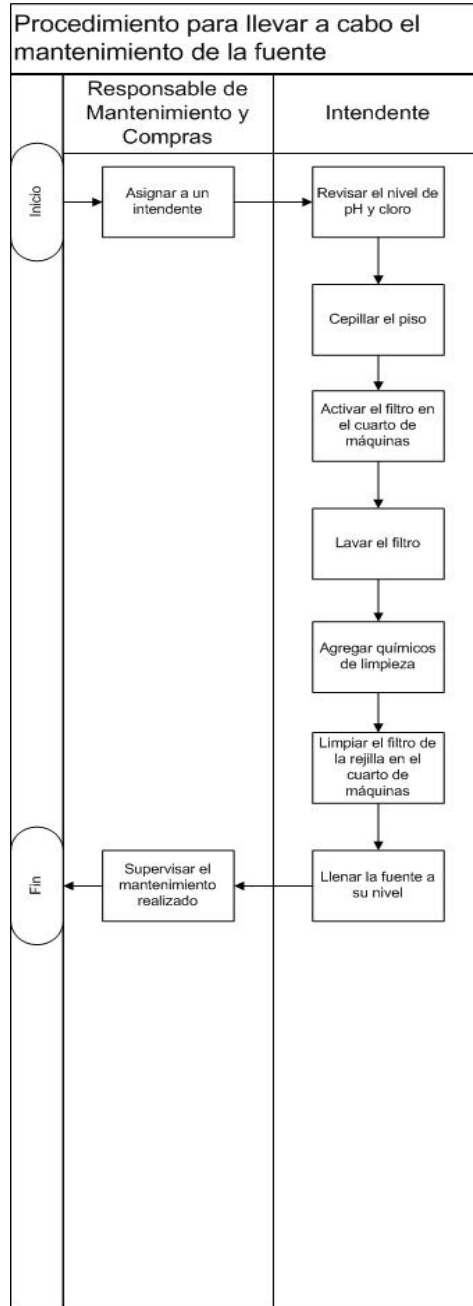 Procedimiento para llevar a cabo el
mantenimiento de la fuente
Responsable de
Mantenimiento y
Compras
Intendente
Inicio
Asignar a un
intendente
Revisar el nivel de
pH y cloro
Cepillar el piso
Activar el filtro en
el cuarto de
máquinas
Lavar el filtro
Agregar químicos
de limpieza
Limpiar el filtro de
la rejilla en el
cuarto de
máquinas
Llenar la fuente a
su nivel
Supervisar el
mantenimiento
realizado
Fin